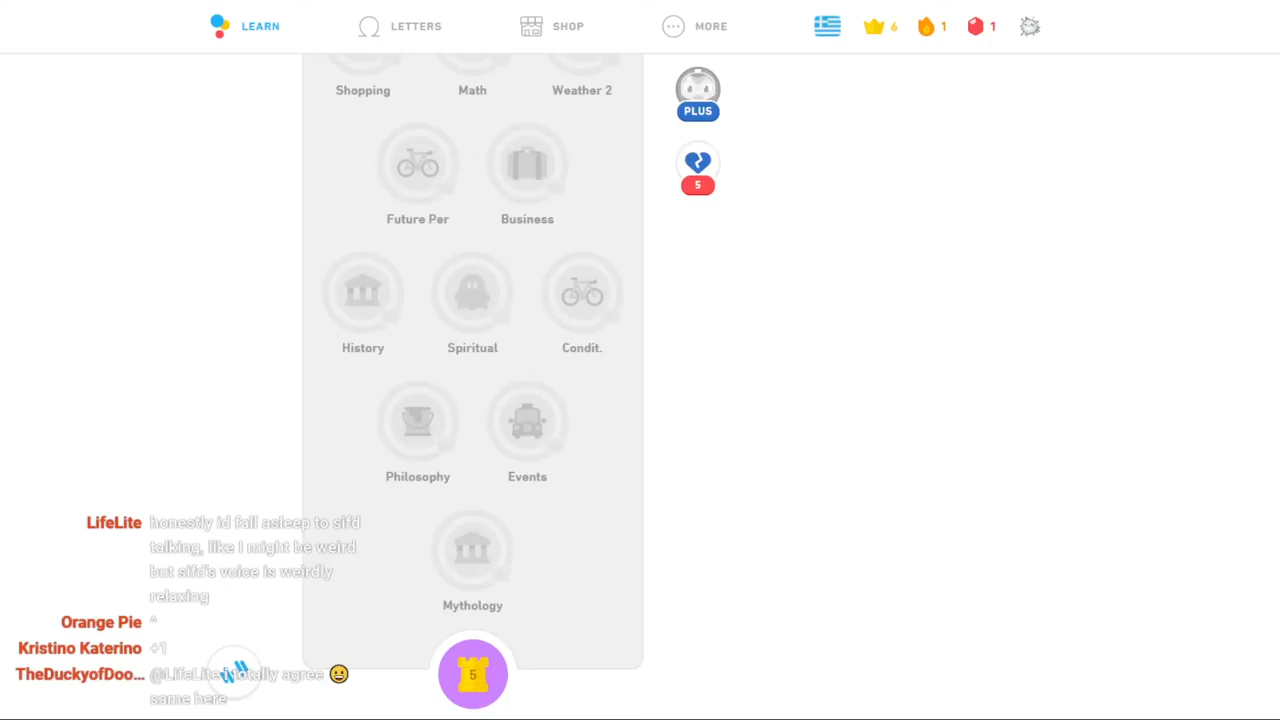 LEARN
LETTERS
SHOP
MORE
6
1
1
Shopping
Math
Weather 2
PLUS
5
Future Per
Business
History
Spiritual
Condit.
Philosophy
Events
Mythology
5
LifeLite honestly id fall asleep to sifd
talking, like I might be weird
but sifd's voice is weirdly
relaxing
Orange Pie ^
Kristino Katerino +1
TheDuckyofDoo... @LifeLite i totally agree 😀
same here